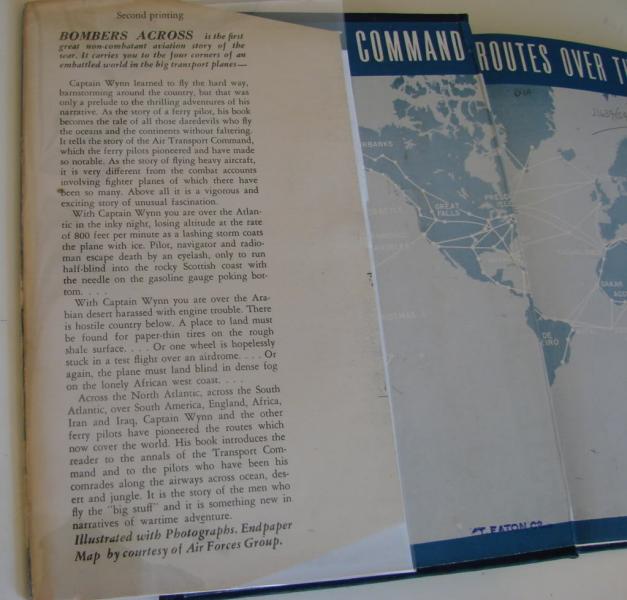 Second printing
BOMBERS ACROSS is the first
great non-combatant aviation story of the
war. It carries you to the four corners of an
embattled world in the big transport planes—
Captain Wynn learned to fly the hard way,
barnstorming around the country, but that was
only a prelude to the thrilling adventures of his
narrative. As the story of a ferry pilot, his book
becomes the tale of all those daredevils who fly
the oceans and the continents without faltering.
It tells the story of the Air Transport Command,
which the ferry pilots pioneered and have made
so notable. As the story of flying heavy aircraft,
it is very different from the combat accounts
involving fighter planes of which there have
been so many. Above all it is a vigorous and
exciting story of unusual fascination.
With Captain Wynn you are over the Atlan-
tic in the inky night, losing altitude at the rate
of 800 feet per minute as a lashing storm coats
the plane with ice. Pilot, navigator and radio-
man escape death by an eyelash, only to run
half-blind into the rocky Scottish coast with
the needle on the gasoline gauge poking bot-
tom. . . .
With Captain Wynn you are over the Ara-
bian desert harassed with engine trouble. There
is hostile country below. A place to land must
be found for paper-thin tires on the rough
shale surface. . . . Or one wheel is hopelessly
stuck in a test flight over an airdrome. . . . Or
again, the plane must land blind in dense fog
on the lonely African west coast. . . .
Across the North Atlantic, across the South
Atlantic, over South America, England, Africa,
Iran and Iraq, Captain Wynn and the other
ferry pilots have pioneered the routes which
now cover the world. His book introduces the
reader to the annals of the Transport Com-
mand and to the pilots who have been his
comrades along the airways across ocean, des-
ert and jungle. It is the story of the men who
fly the "big stuff" and it is something new in
narratives of wartime adventure.
Illustrated with Photographs. Endpaper
Map by courtesy of Air Forces Group.
COMMAND ROUTES OVER
RBANKS
GREAT
FALLS
DAKAR
DE
T. EATON CO